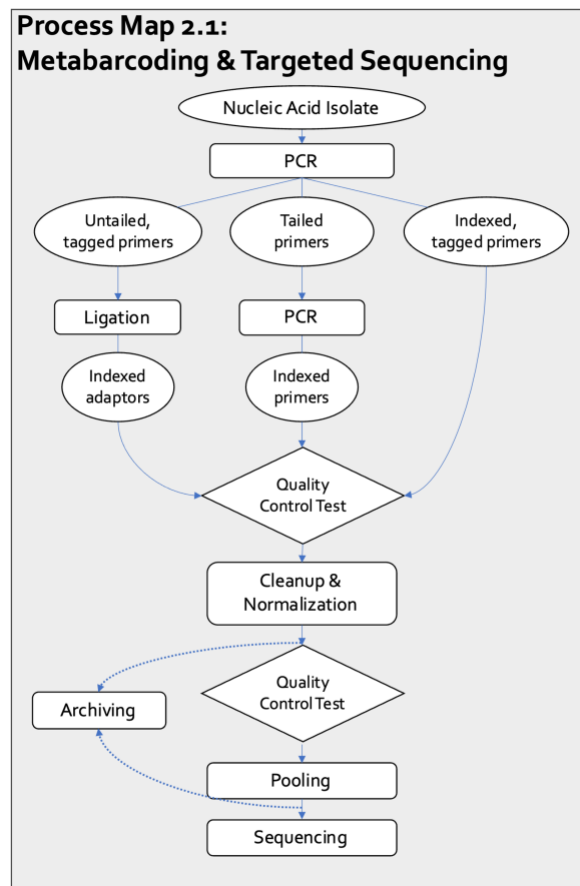 Process Map 2.1:
Metabarcoding & Targeted Sequencing
Nucleic Acid Isolate
PCR
Untailed,
tagged primers
Tailed
primers
Indexed,
tagged primers
Ligation
PCR
Indexed
adaptors
Indexed
primers
Quality
Control Test
Cleanup &
Normalization
Quality
Control Test
Archiving
Pooling
Sequencing